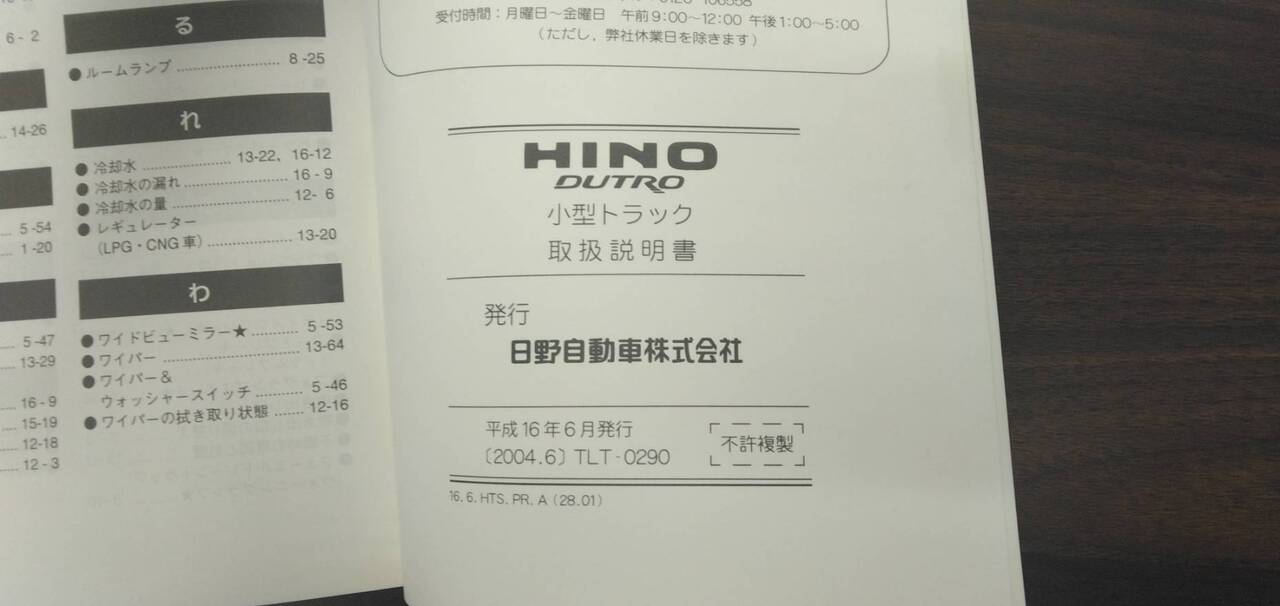 6 - 2
14-26
5 -54
1 -20
5 -47
13-29
16 - 9
15-19
12-18
12 - 3
る
● ルームランプ .......................... 8 -25
れ
● 冷却水 ...................... 13-22、16-12
● 冷却水の漏れ .......................... 16 - 9
● 冷却水の量 ............................ 12- 6
● レギュレーター
(LPG・CNG車) ..................... 13-20
わ
● ワイドビューミラー★ ........... 5 -53
● ワイパー ................................ 13-64
● ワイパー＆
ウォッシャースイッチ ........... 5 -46
● ワイパーの拭き取り状態 ....... 12-16
受付時間：月曜日～金曜日 午前9:00～12:00 午後1:00～5:00
(ただし，弊社休業日を除きます)
HINO
DUTRO
小型トラック
取扱説明書
発行
日野自動車株式会社
平成16年6月発行
〔2004.6〕TLT-0290
不許複製
16.6. HTS. PR. A (28.01)